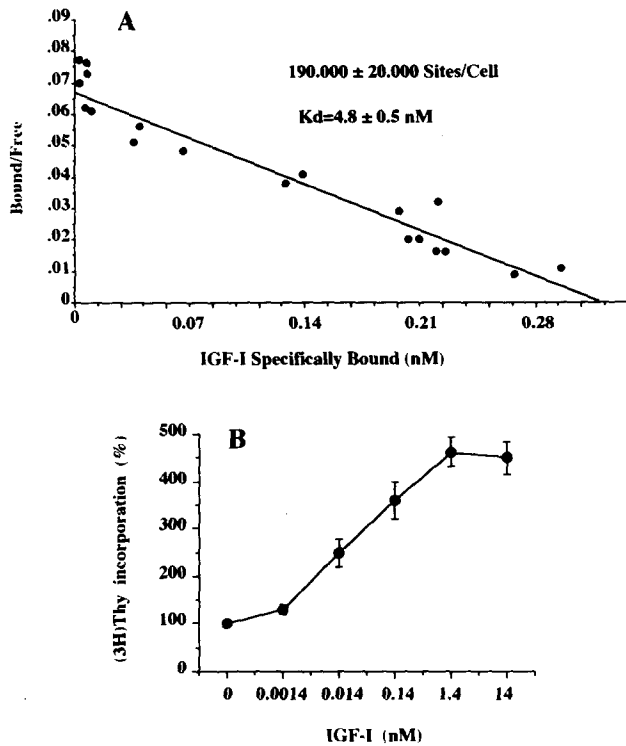 A
.09
.08
.07
.06
.05
.04
.03
.02
.01
0
Bound/Free
190.000 ± 20.000 Sites/Cell
Kd=4.8 ± 0.5 nM
0 0.07 0.14 0.21 0.28
IGF-I Specifically Bound (nM)
B
500
400
300
200
100
0
(3H)Thy incorporation (%)
0 0.0014 0.014 0.14 1.4 14
IGF-I (nM)